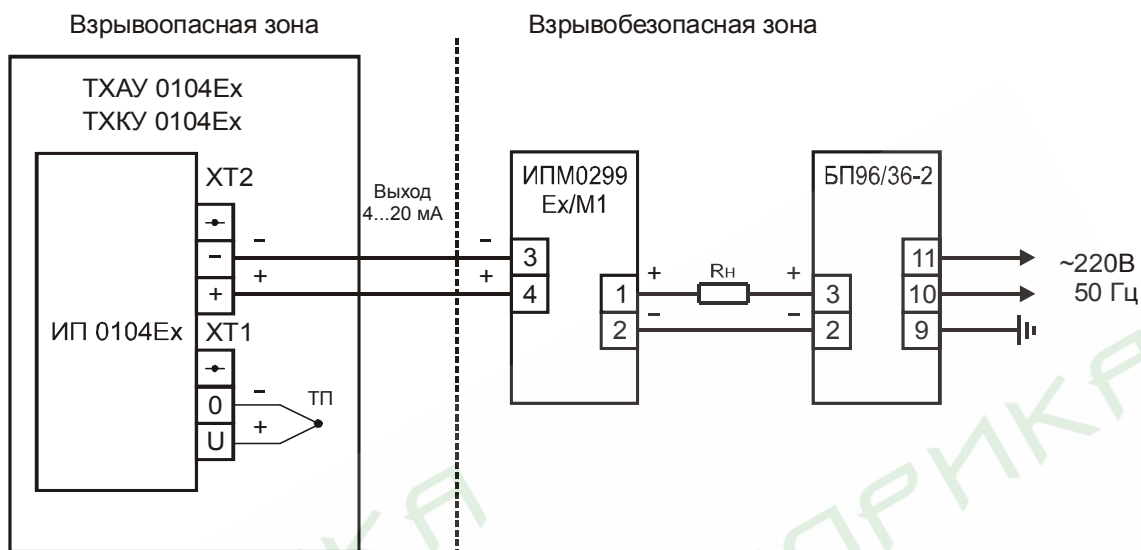 Взрывоопасная зона
Взрывобезопасная зона
ТХАУ 0104Ех
ТХКУ 0104Ех
ИП 0104Ех
ХТ2
−
+
ХТ1
0
U
−
+
ТП
−
+
Выход
4...20 мА
−
+
ИПМ0299
Ех/М1
3
4
1
2
+
−
Rн
+
−
БП96/36-2
3
2
11
10
9
~220В
50 Гц